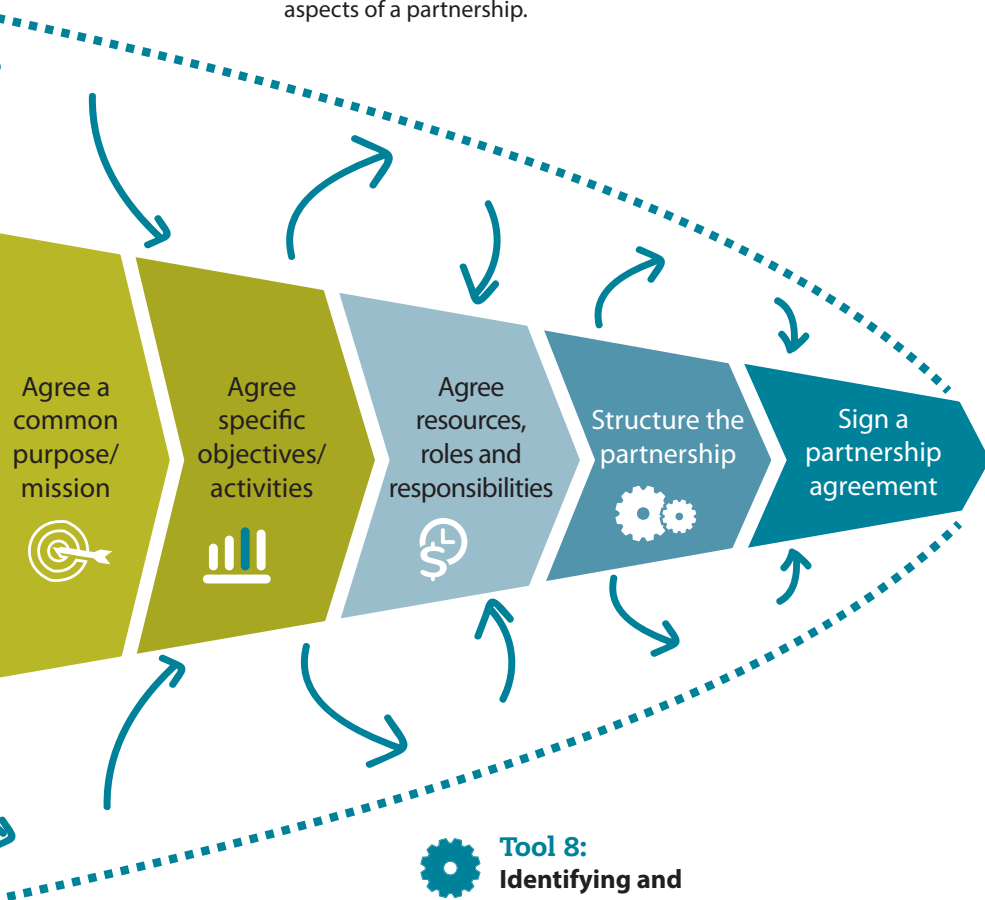 aspects of a partnership.
Agree a
common
purpose/
mission
Agree
specific
objectives/
activities
Agree
resources,
roles and
responsibilities
$
Structure the
partnership
Sign a
partnership
agreement
Tool 8:
Identifying and